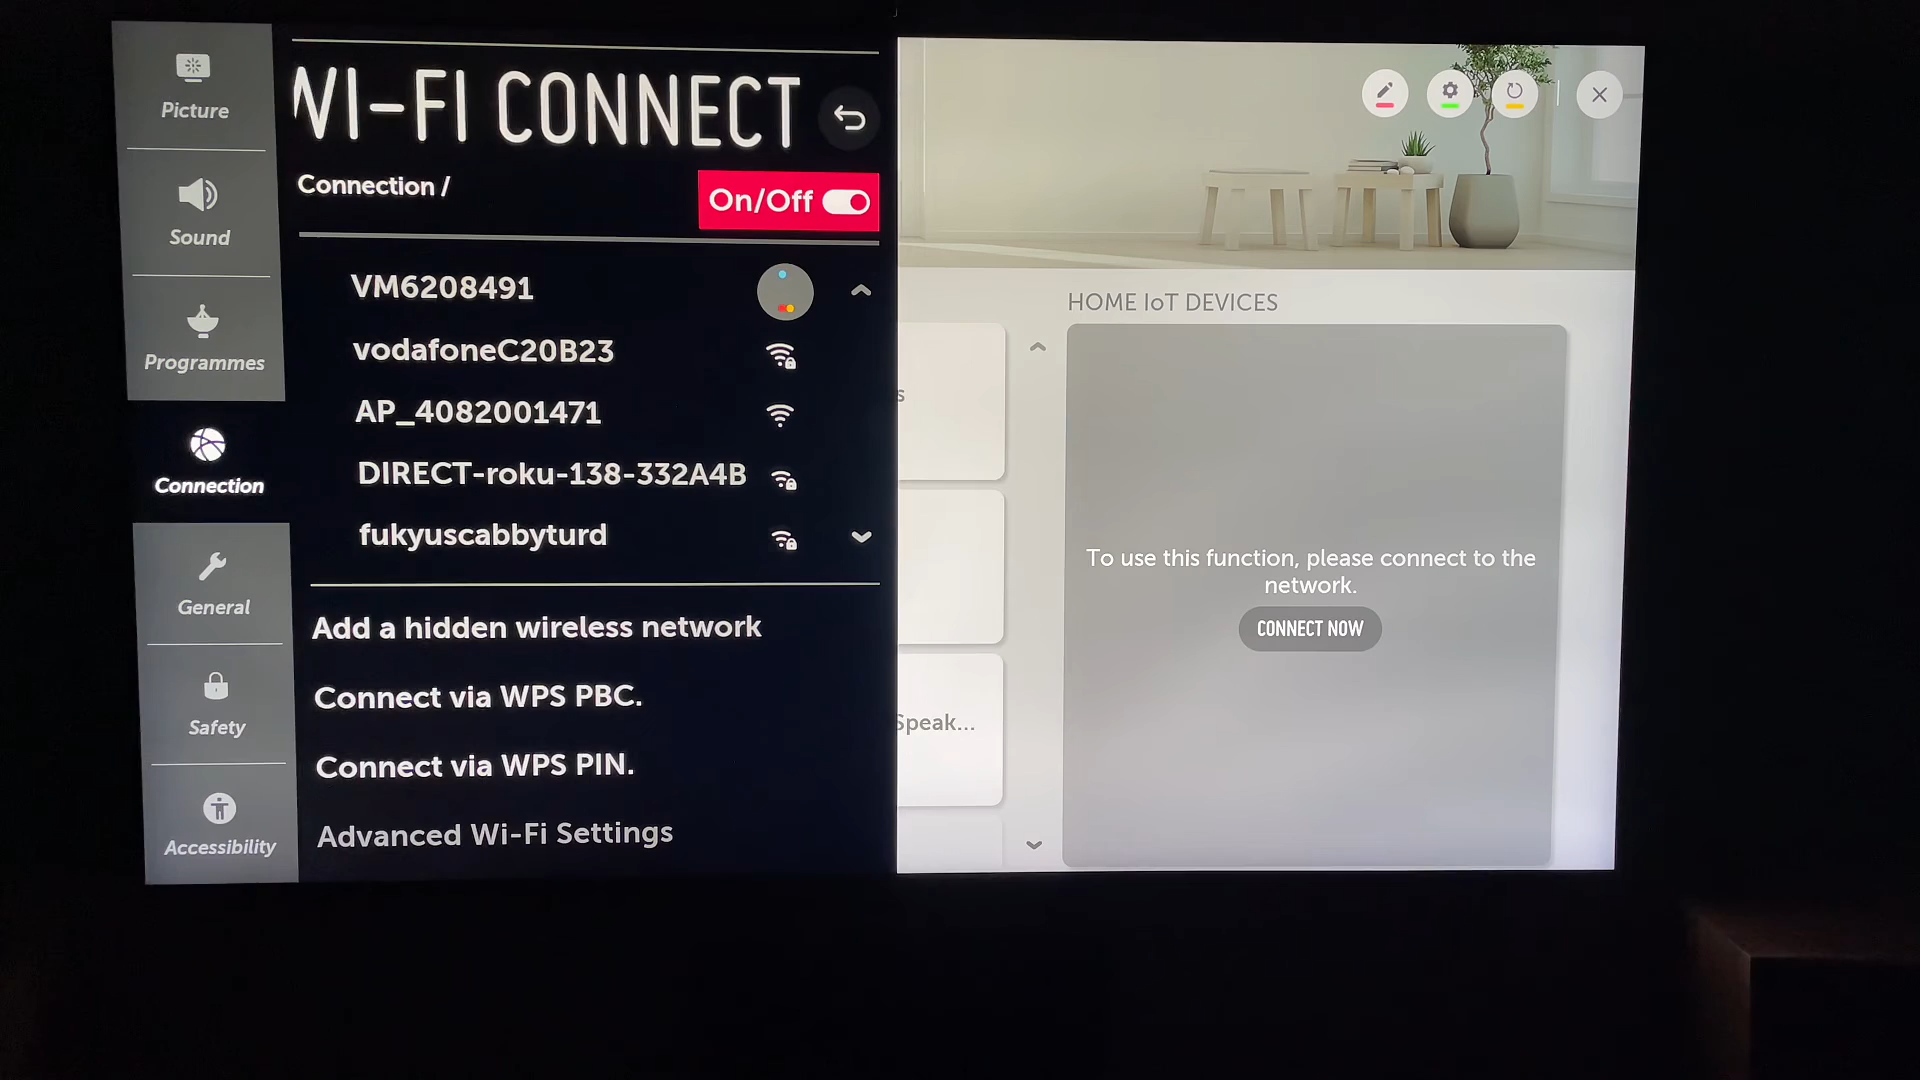 WI-FI CONNECT
Connection /
On/Off
Picture
Sound
Programmes
Connection
General
Safety
Accessibility
VM6208491
vodafoneC20B23
AP_4082001471
DIRECT-roku-138-332A4B
fukyuscabbyturd
Add a hidden wireless network
Connect via WPS PBC.
Connect via WPS PIN.
Advanced Wi-Fi Settings
s
Speak...
HOME IoT DEVICES
To use this function, please connect to the
network.
CONNECT NOW